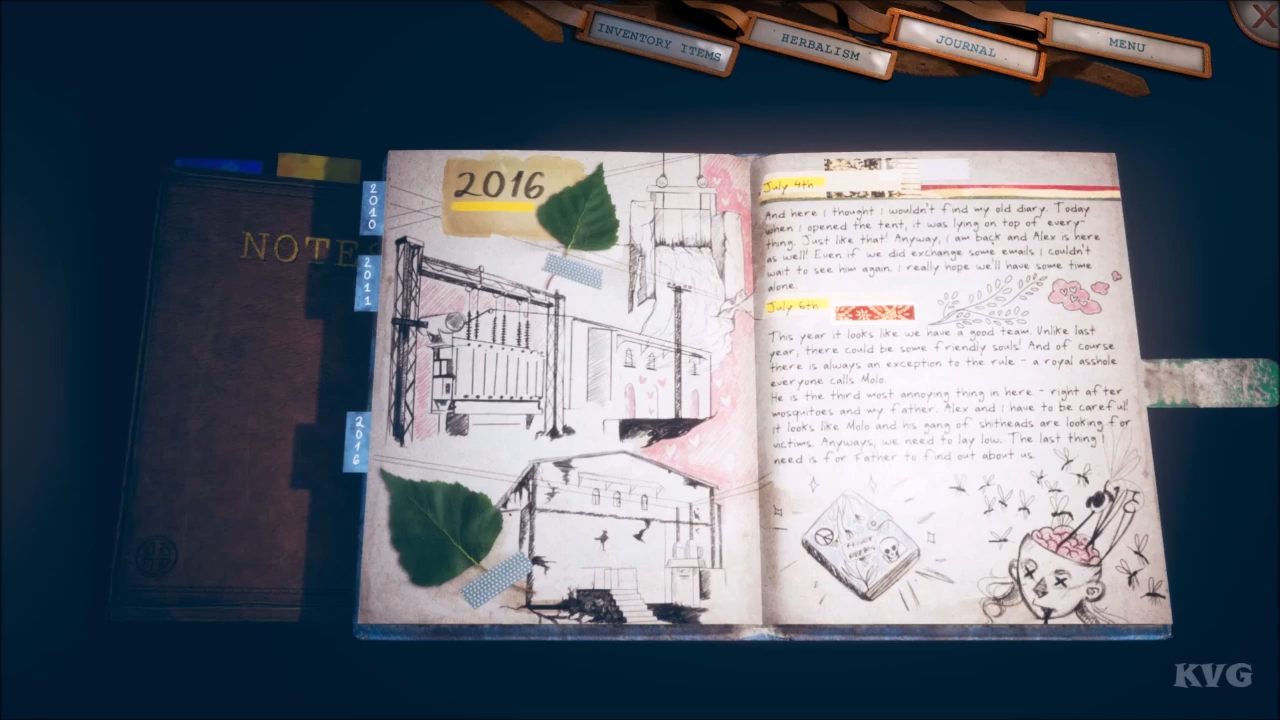 INVENTORY ITEMS
HERBALISM
JOURNAL
MENU
NOTE
2010
2011
2016
2016
July 4th
And here i thought i wouldn't find my old diary. Today
when i opened the tent, it was lying on top of every-
thing. Just like that! Anyway, i am back and Alex is here
as well! Even if we did exchange some emails i couldn't
wait to see him again. i really hope we'll have some time
alone.
July 6th
This year it looks like we have a good team. Unlike last
year, there could be some friendly souls! And of course
there is always an exception to the rule - a royal asshole
everyone calls Molo.
He is the third most annoying thing in here - right after
mosquitoes and my father. Alex and i have to be careful!
it looks like Molo and his gang of shitheads are looking for
victims. Anyways, we need to lay low. The last thing i
need is for Father to find out about us.
KVG